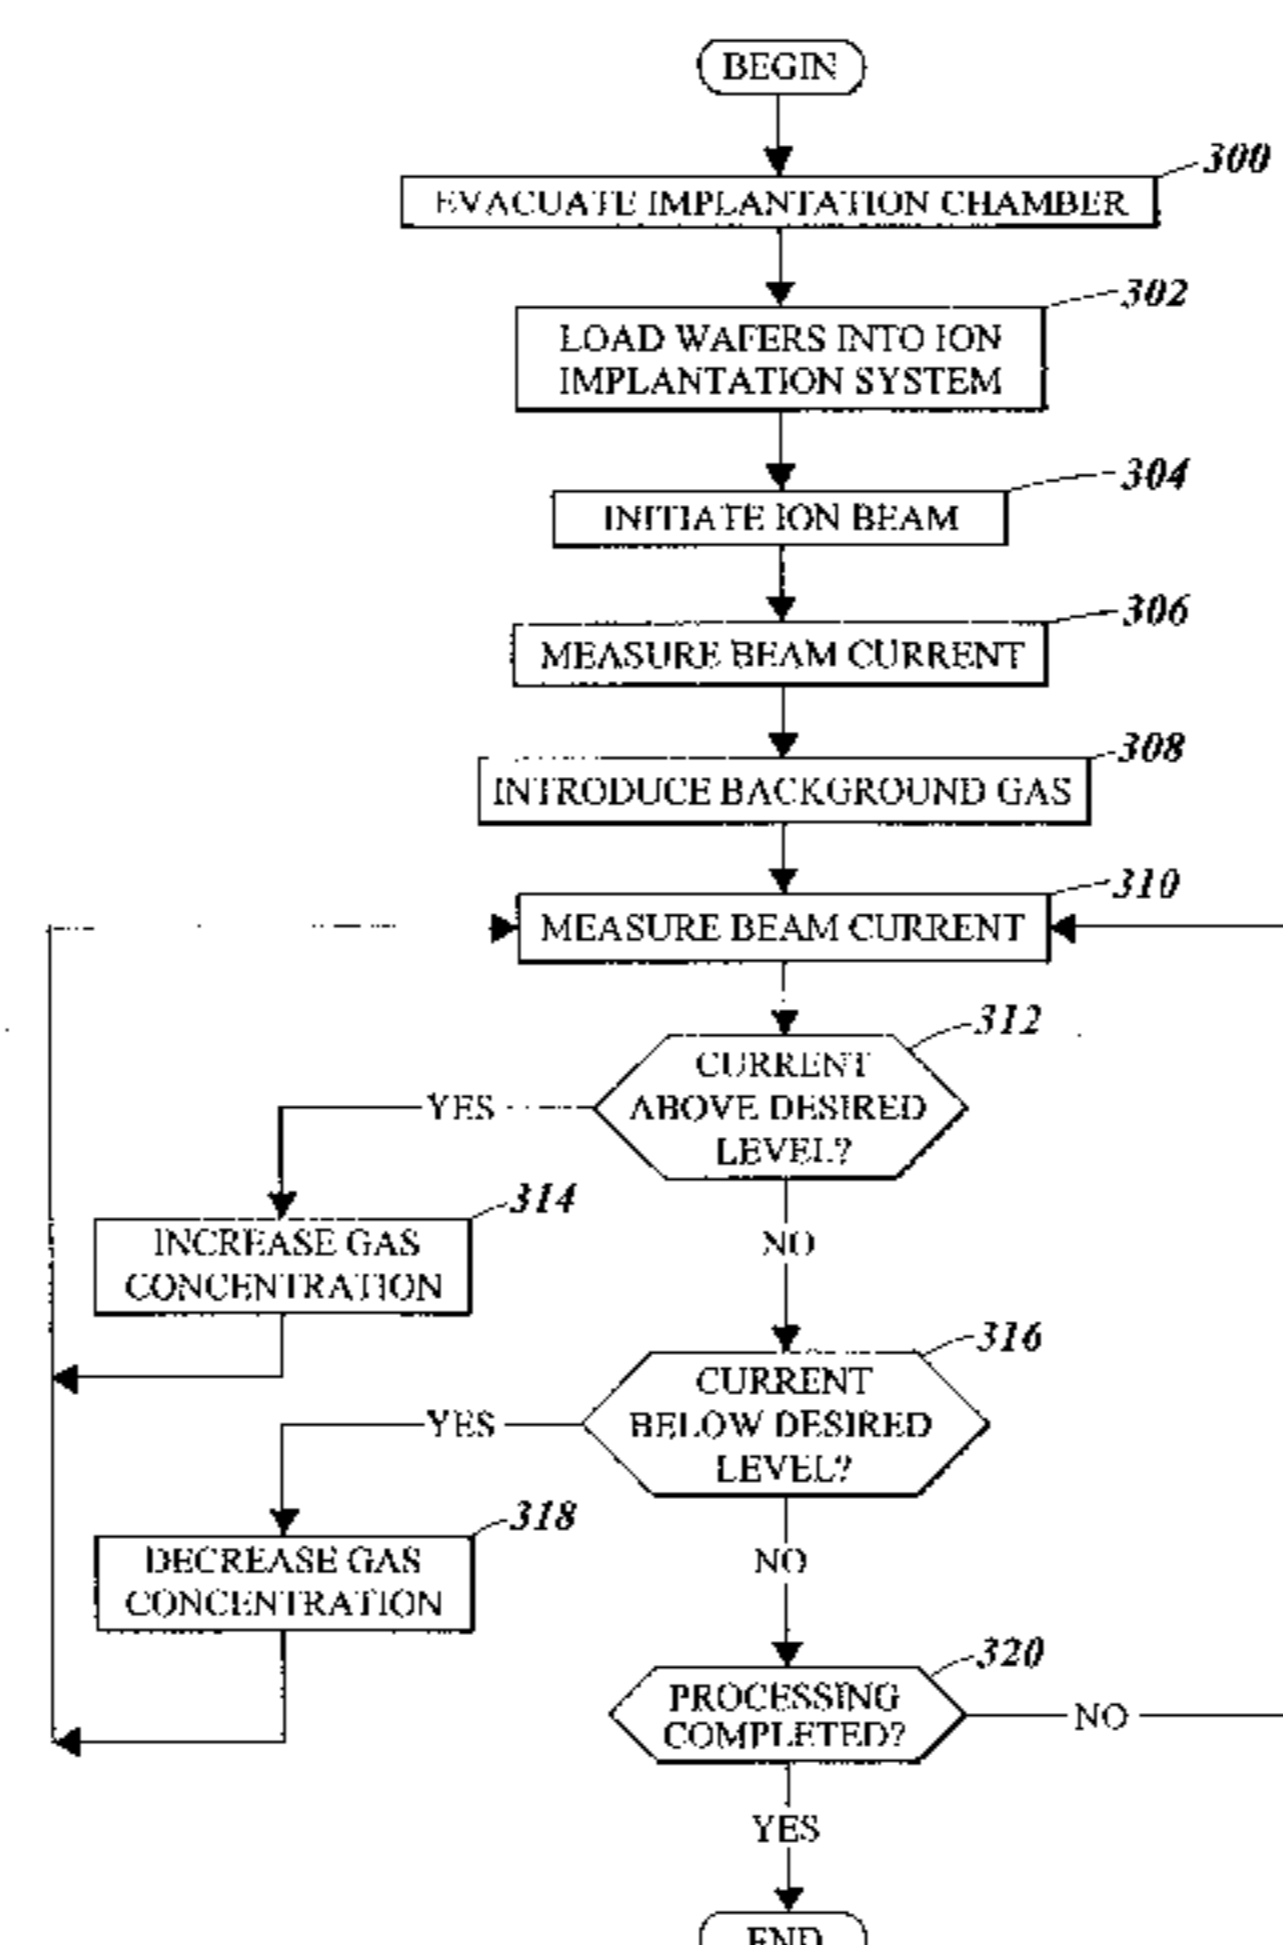 BEGIN
300
EVACUATE IMPLANTATION CHAMBER
302
LOAD WAFERS INTO ION
IMPLANTATION SYSTEM
304
INITIATE ION BEAM
306
MEASURE BEAM CURRENT
308
INTRODUCE BACKGROUND GAS
310
MEASURE BEAM CURRENT
312
CURRENT
ABOVE DESIRED
LEVEL?
YES
314
INCREASE GAS
CONCENTRATION
NO
316
CURRENT
BELOW DESIRED
LEVEL?
YES
318
DECREASE GAS
CONCENTRATION
NO
320
PROCESSING
COMPLETED?
NO
YES
END